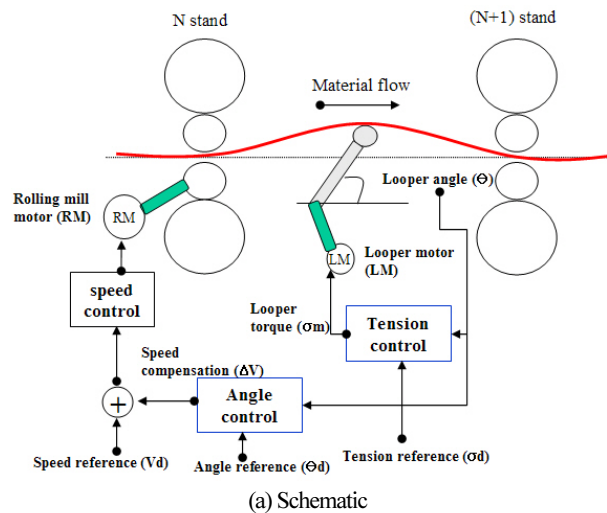 N stand
(N+1) stand
Material flow
Looper angle (Θ)
Rolling mill
motor (RM)
RM
LM
Looper motor
(LM)
speed
control
Looper
torque (σm)
Tension
control
Speed
compensation (ΔV)
Angle
control
+
Speed reference (Vd)
Angle reference (Θd)
Tension reference (σd)
(a) Schematic